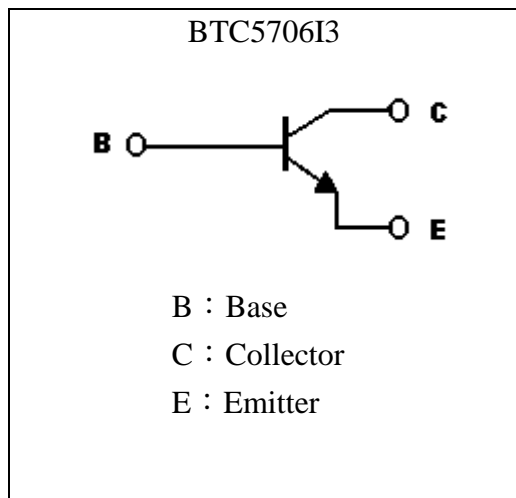 BTC5706I3
C
B
E
B：Base
C：Collector
E：Emitter